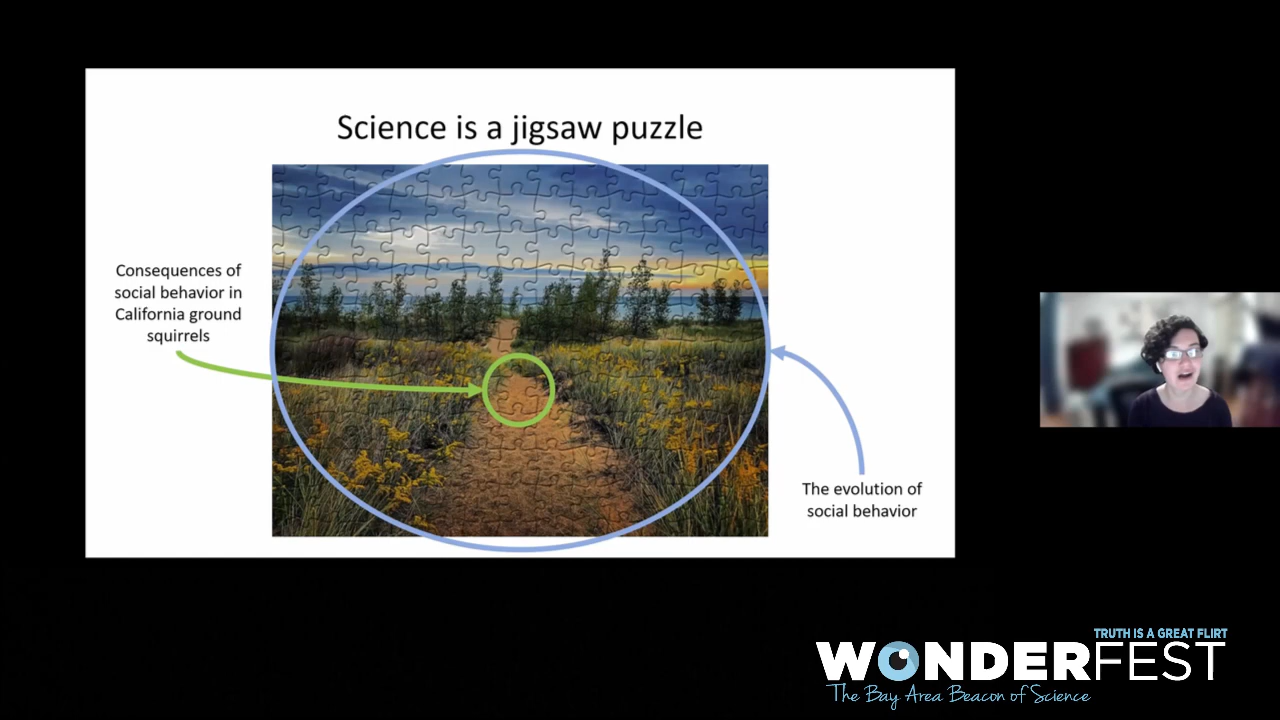 Science is a jigsaw puzzle
Consequences of
social behavior in
California ground
squirrels
The evolution of
social behavior
TRUTH IS A GREAT FLIRT
WONDERFEST
The Bay Area Beacon of Science